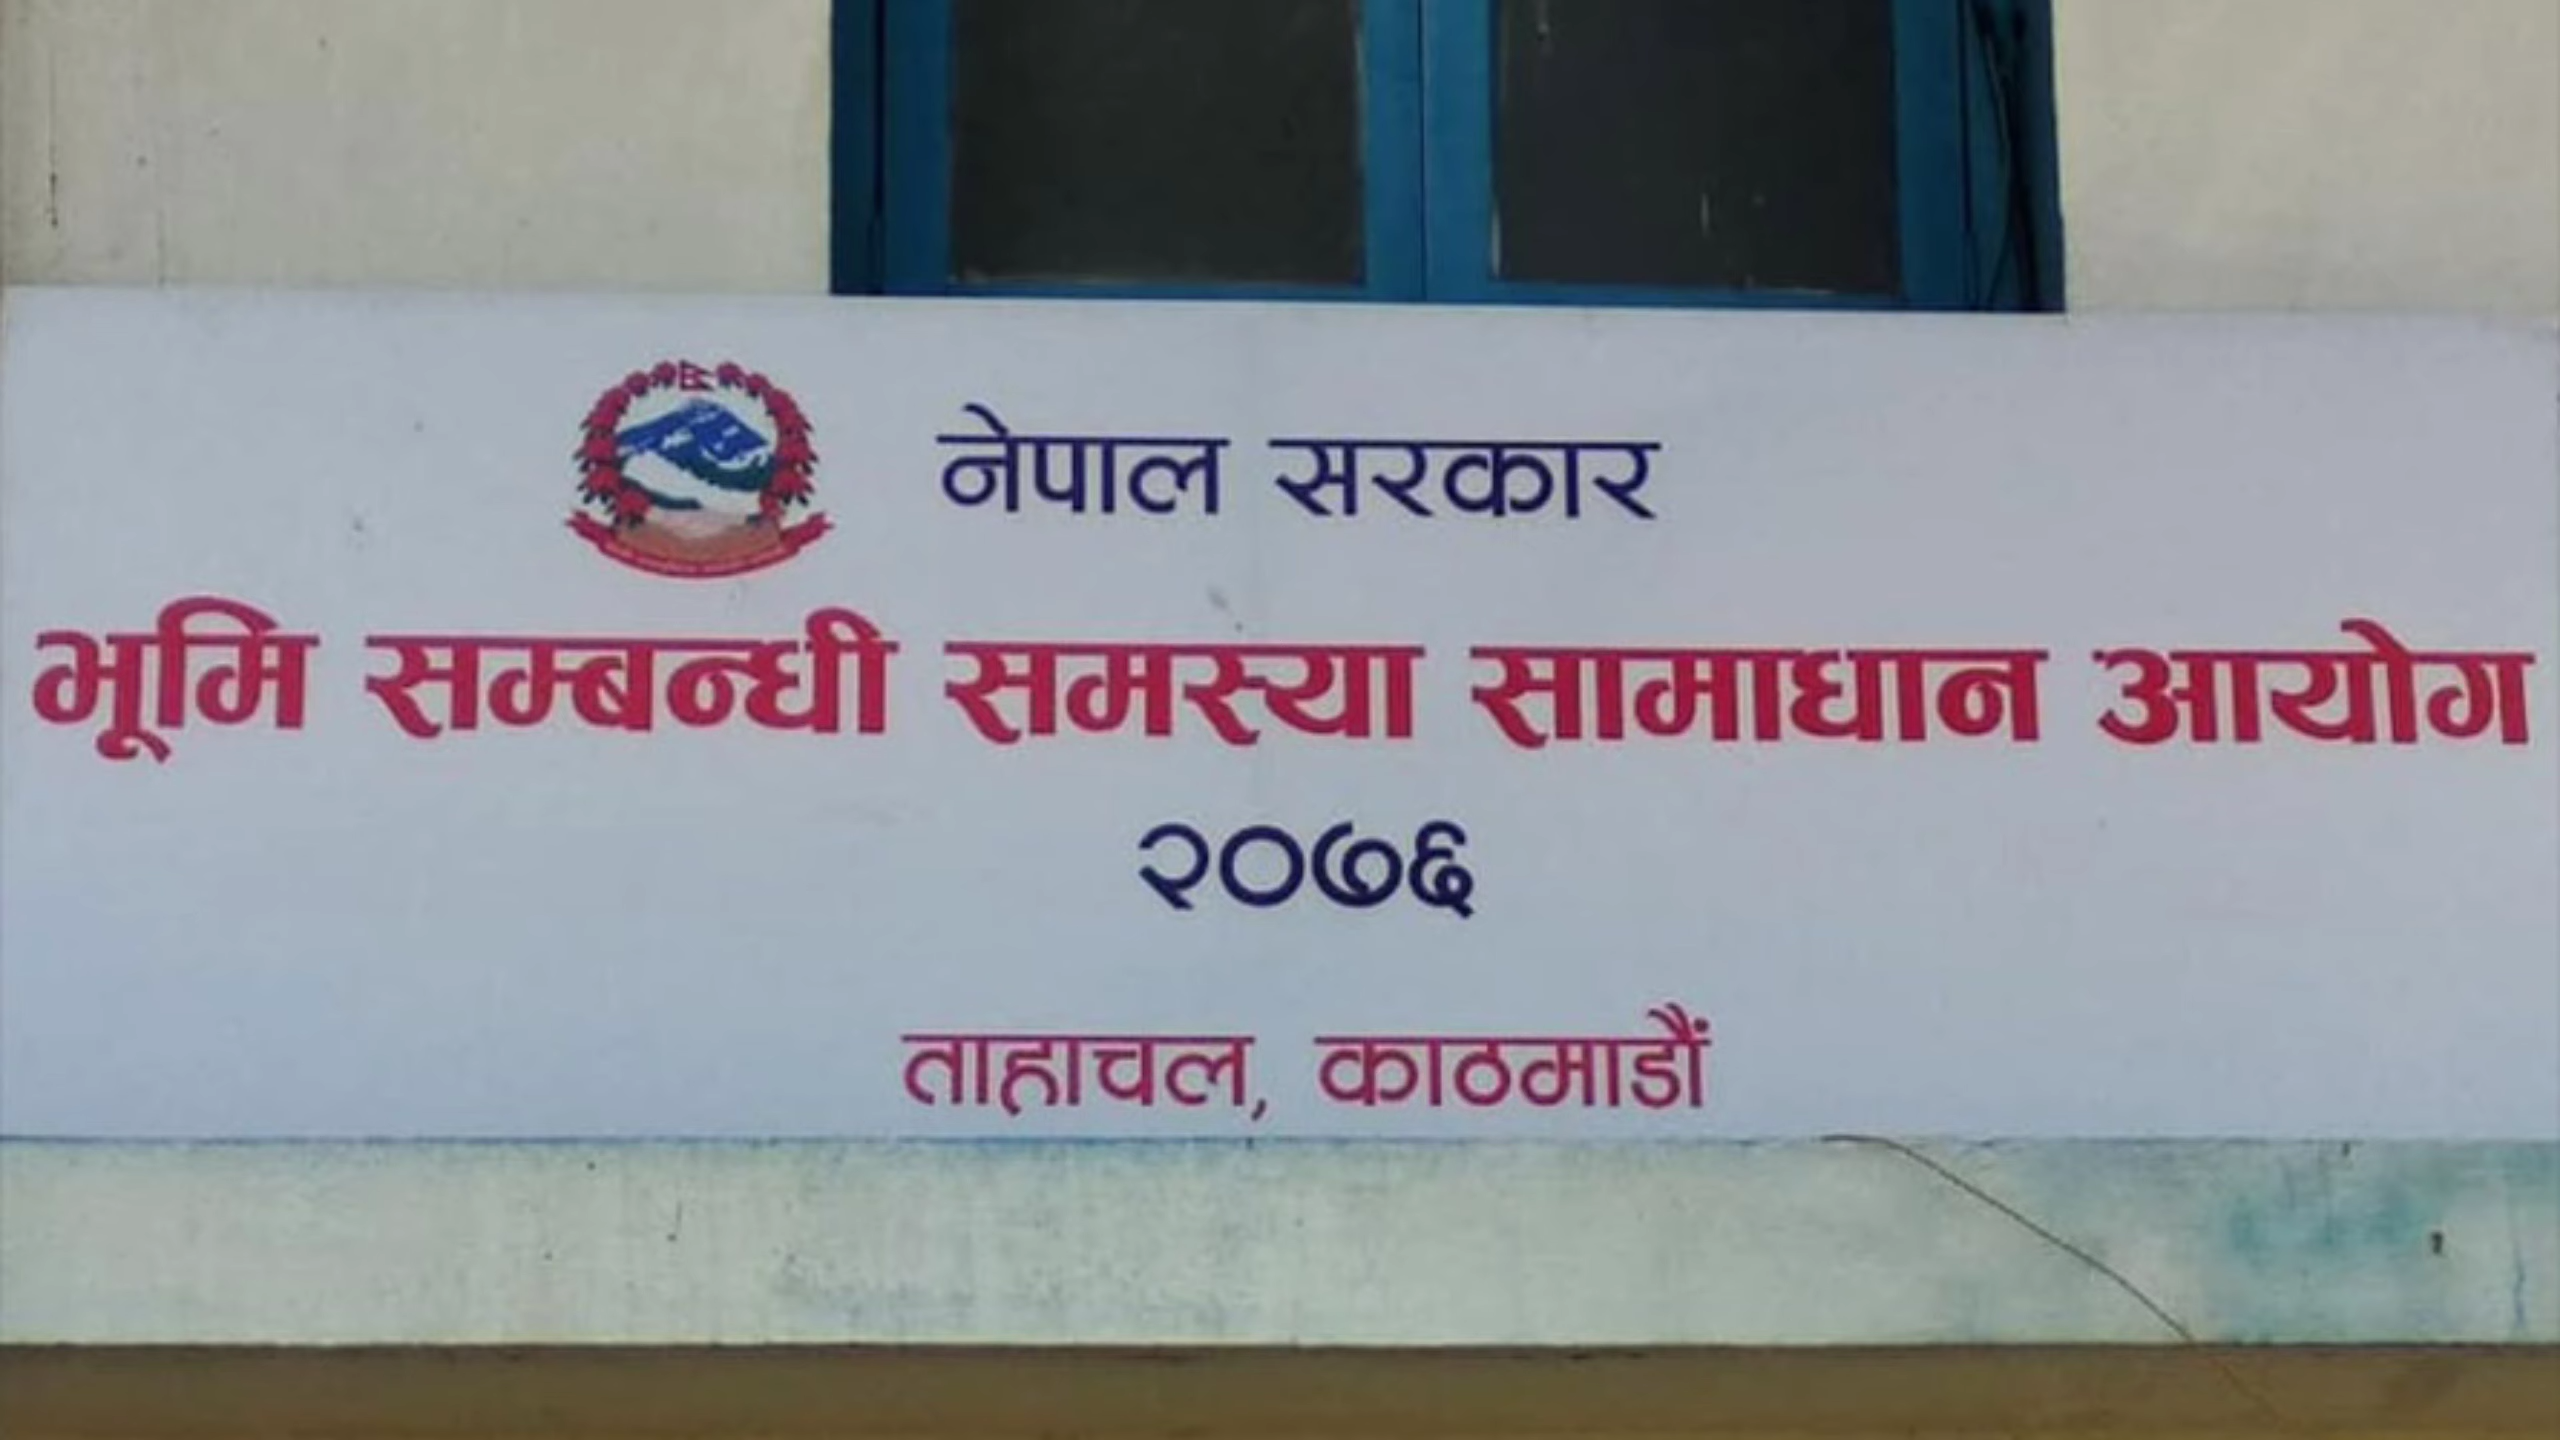 नेपाल सरकार
भूमि सम्बन्धी समस्या सामाधान आयोग
२०७६
ताहाचल, काठमाडौं